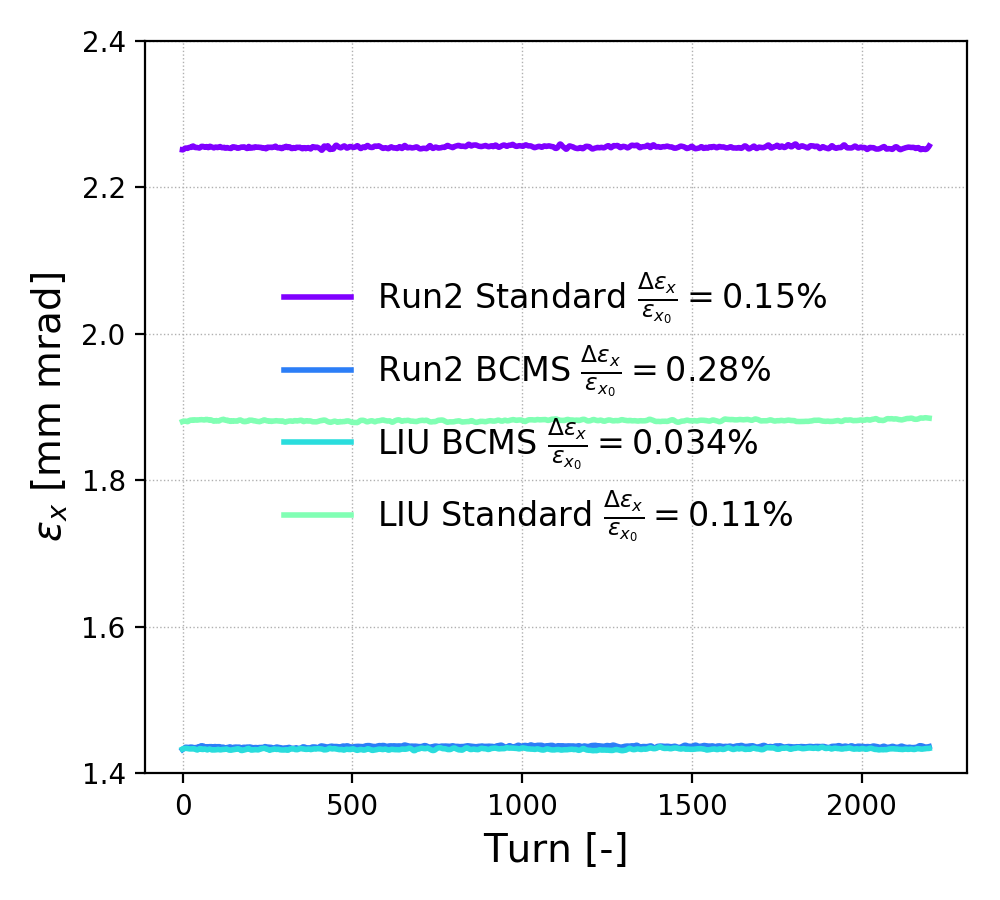 2.4
2.2
2.0
1.8
1.6
1.4
εx [mm mrad]
Run2 Standard Δεx/εx0 = 0.15%
Run2 BCMS Δεx/εx0 = 0.28%
LIU BCMS Δεx/εx0 = 0.034%
LIU Standard Δεx/εx0 = 0.11%
0 500 1000 1500 2000
Turn [-]